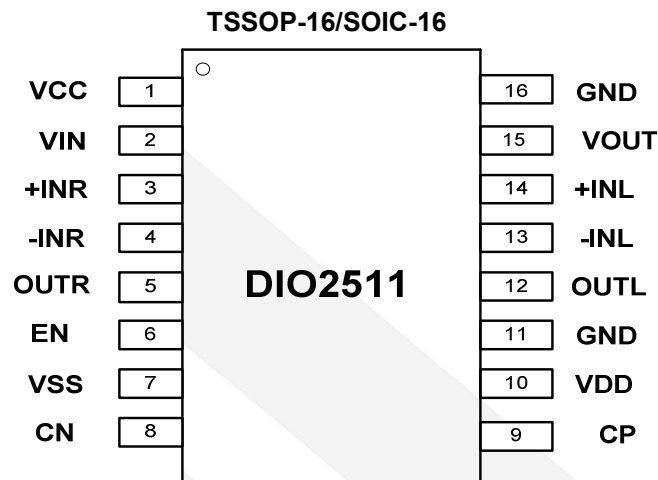 TSSOP-16/SOIC-16
VCC 1 16 GND
VIN 2 15 VOUT
+INR 3 14 +INL
-INR 4 13 -INL
OUTR 5 DIO2511 12 OUTL
EN 6 11 GND
VSS 7 10 VDD
CN 8 9 CP